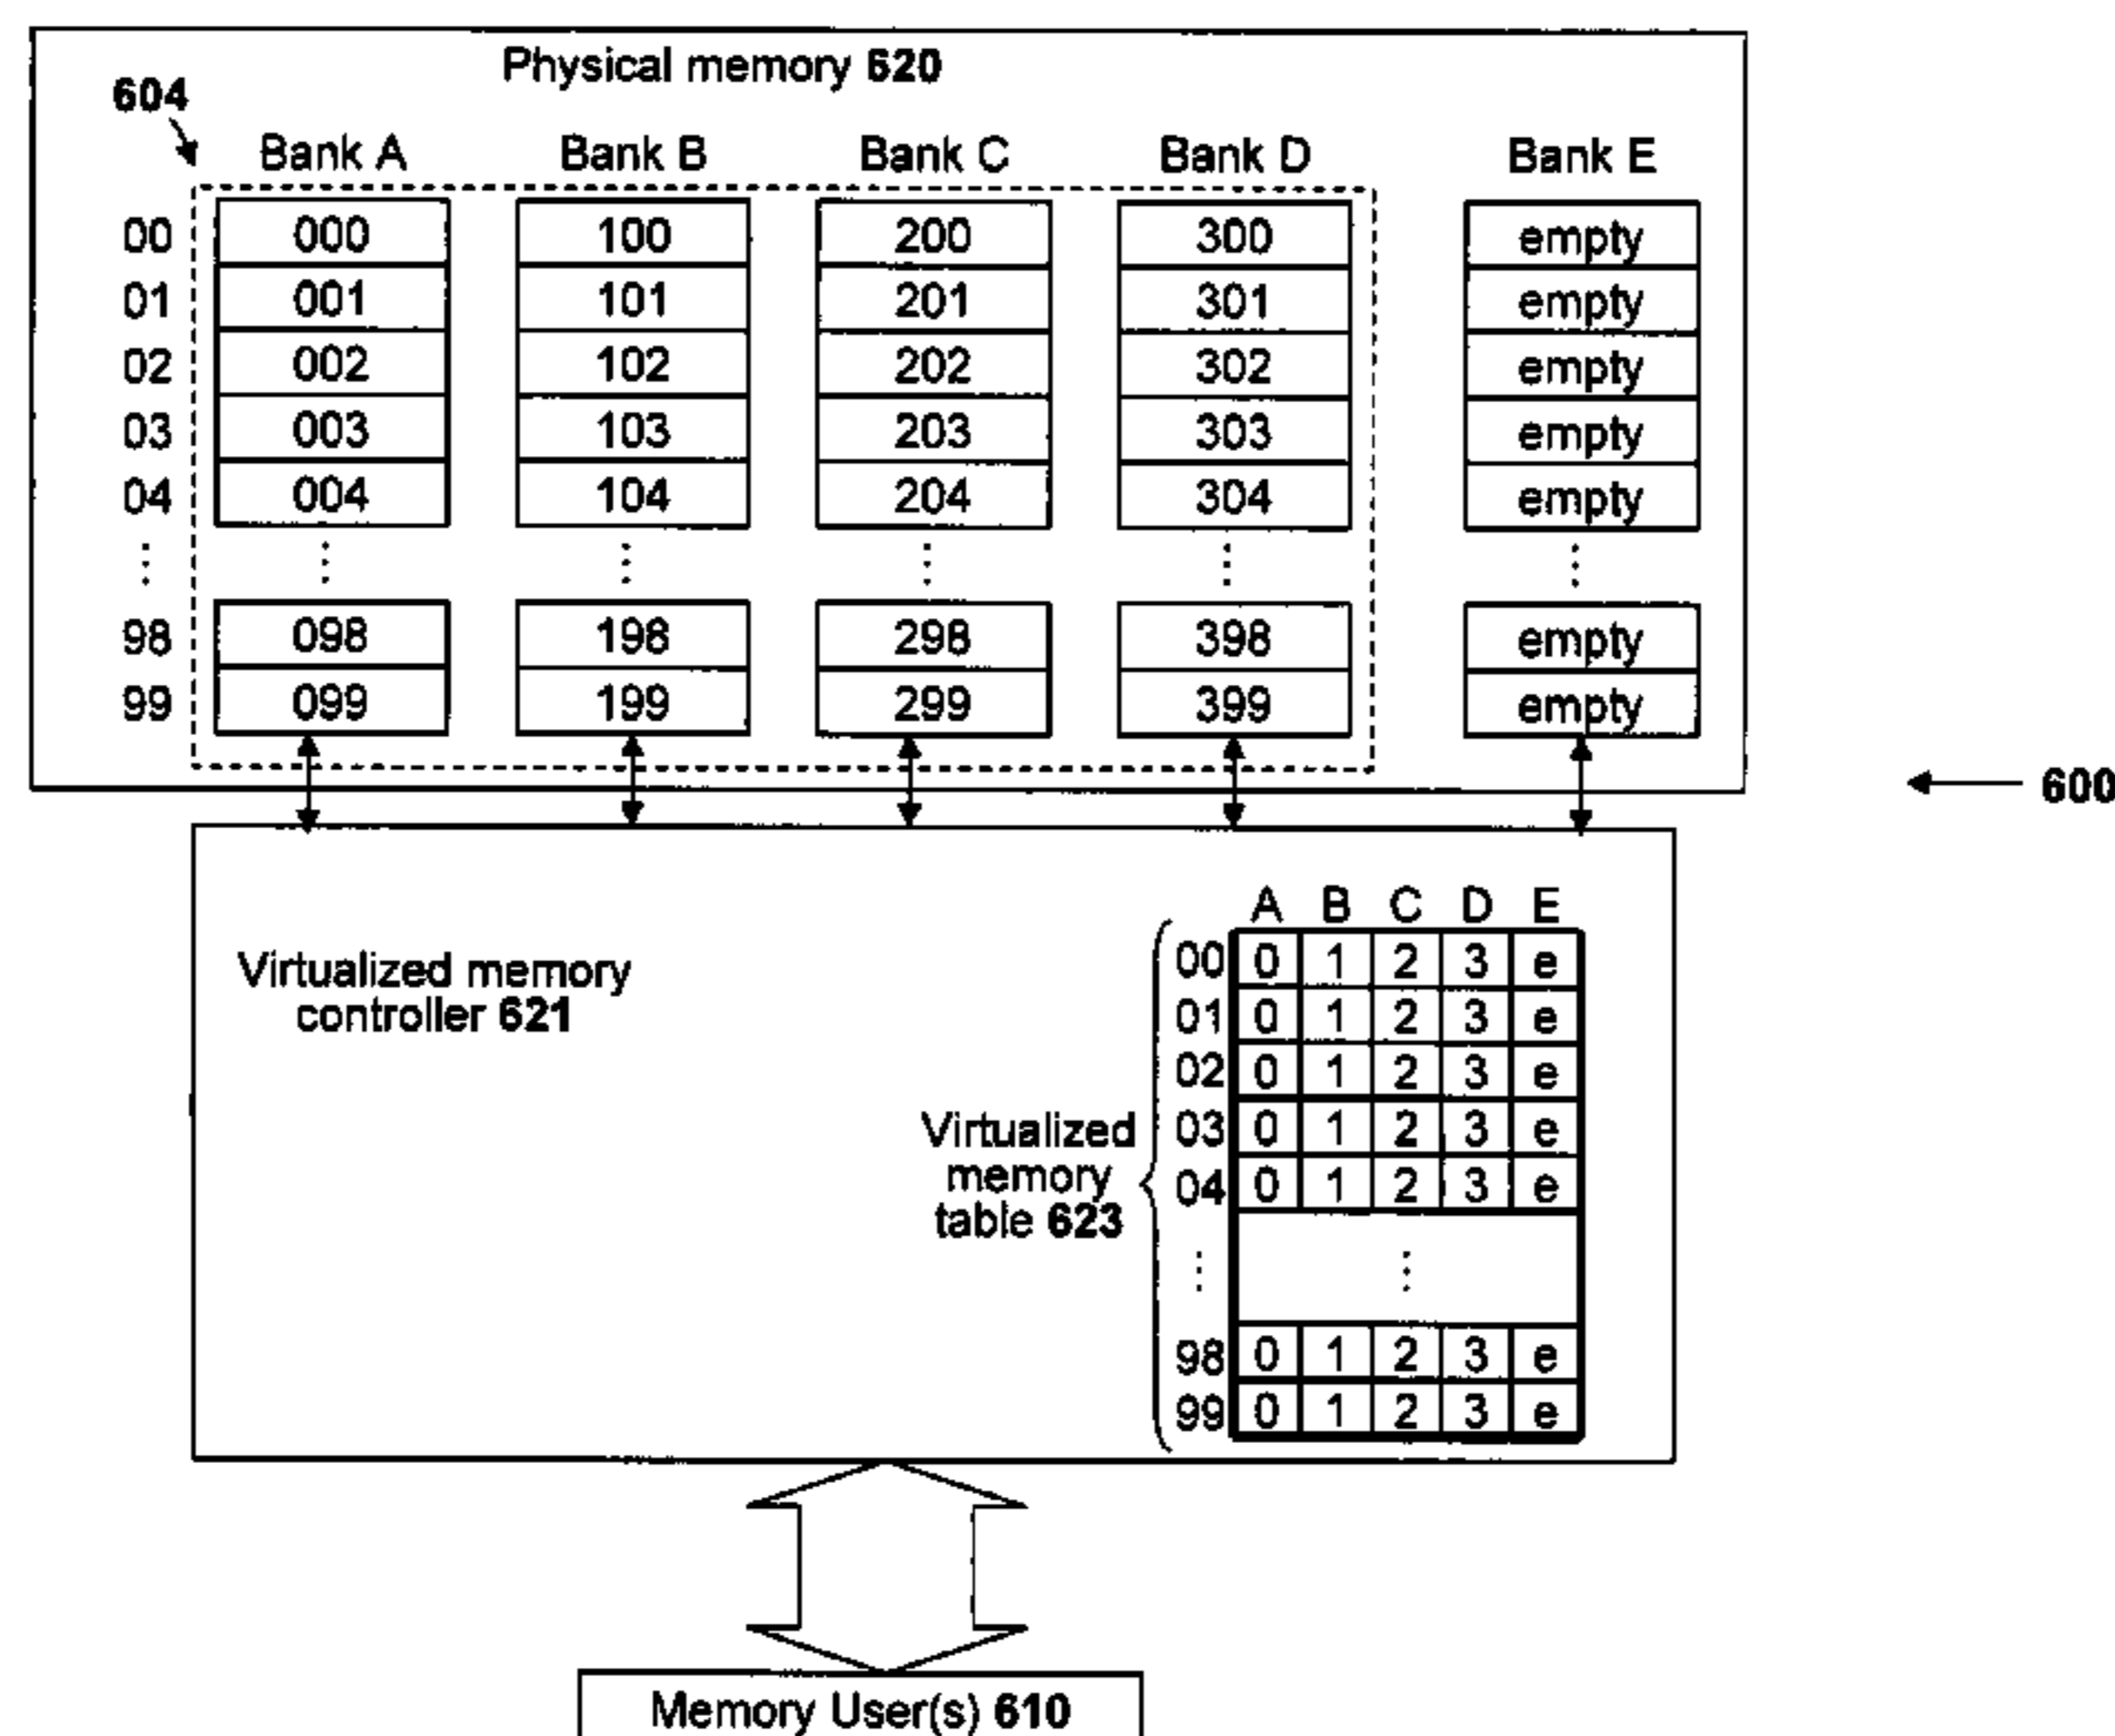 Physical memory 620
604
Bank A Bank B Bank C Bank D Bank E
00 000 100 200 300 empty
01 001 101 201 301 empty
02 002 102 202 302 empty
03 003 103 203 303 empty
04 004 104 204 304 empty
98 098 198 298 398 empty
99 099 199 299 399 empty
600
A B C D E
00 0 1 2 3 e
01 0 1 2 3 e
02 0 1 2 3 e
03 0 1 2 3 e
04 0 1 2 3 e
98 0 1 2 3 e
99 0 1 2 3 e
Virtualized memory
controller 621
Virtualized
memory
table 623
Memory User(s) 610